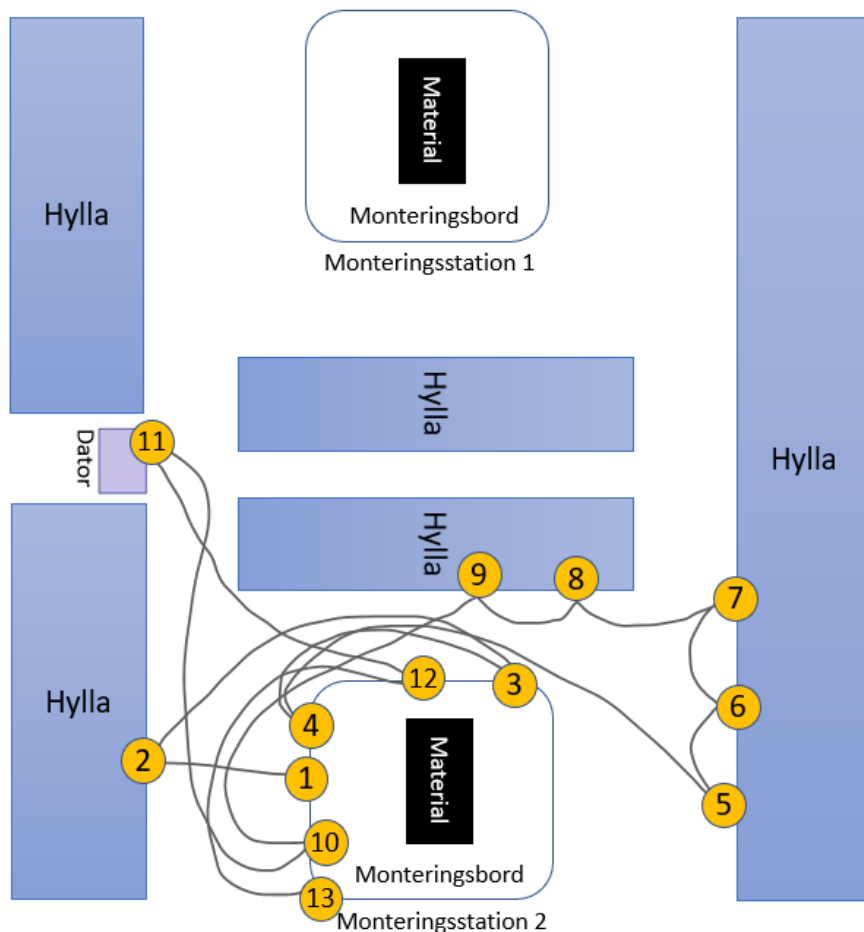 Hylla
Material
Monteringsbord
Monteringsstation 1
Hylla
Hylla
Dator
11
Hylla
9
8
7
12
3
6
4
2
1
5
Hylla
Material
10
Monteringsbord
13
Monteringsstation 2